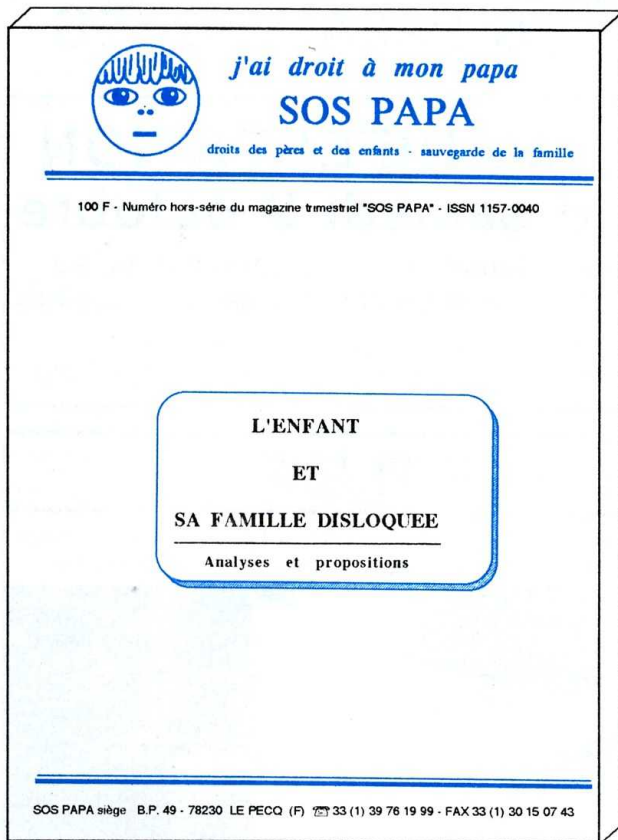 j'ai droit à mon papa
SOS PAPA
droits des pères et des enfants - sauvegarde de la famille
100 F - Numéro hors-série du magazine trimestriel "SOS PAPA" - ISSN 1157-0040
L'ENFANT
ET
SA FAMILLE DISLOQUEE
Analyses et propositions
SOS PAPA siège B.P. 49 - 78230 LE PECQ (F) ☏ 33 (1) 39 76 19 99 - FAX 33 (1) 30 15 07 43